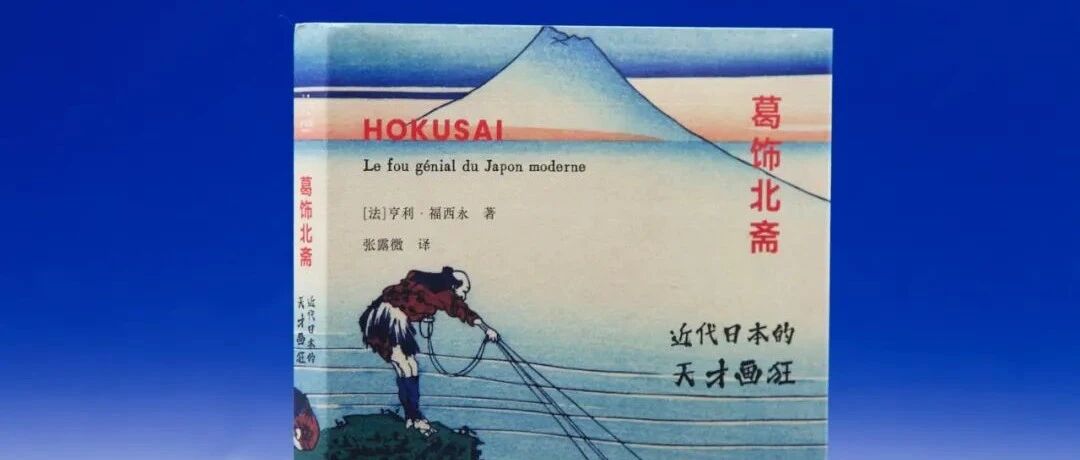 HOKUSAI
Le fou génial du Japon moderne
[法]亨利·福西永 著
张露微 译
葛饰北斋
近代日本的
天才画狂
葛饰北斋
近代日本的
天才画狂